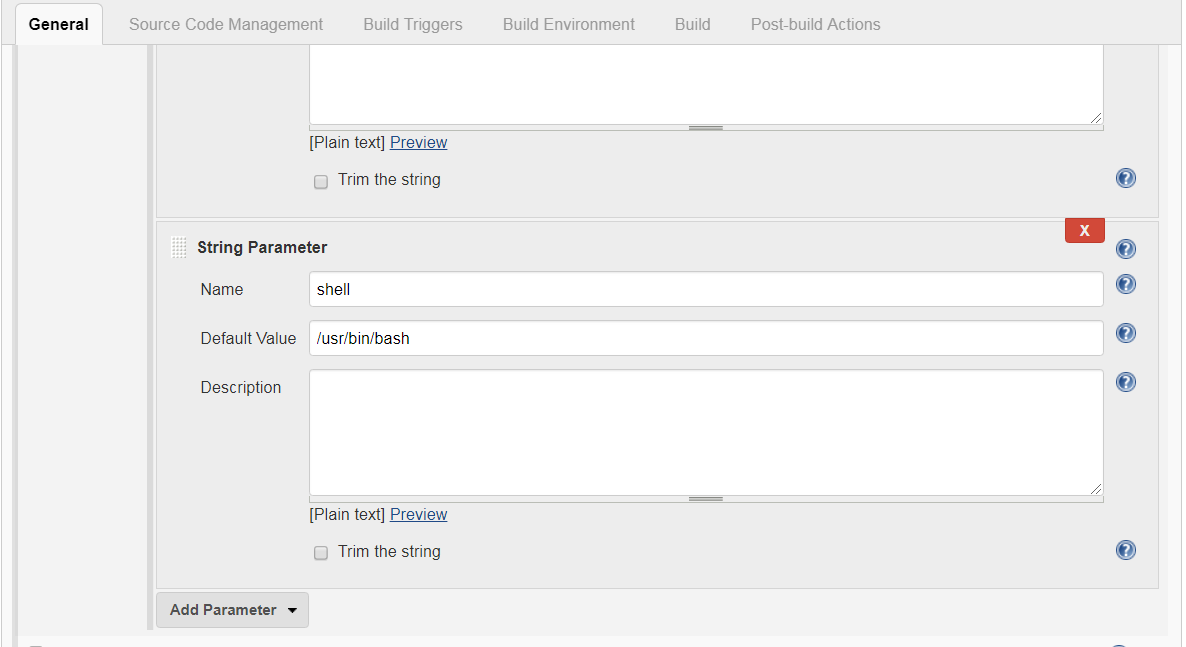 General Source Code Management Build Triggers Build Environment Build Post-build Actions
[Plain text] Preview
Trim the string
?
X
String Parameter
?
Name shell
?
Default Value /usr/bin/bash
?
Description
?
[Plain text] Preview
Trim the string
?
Add Parameter